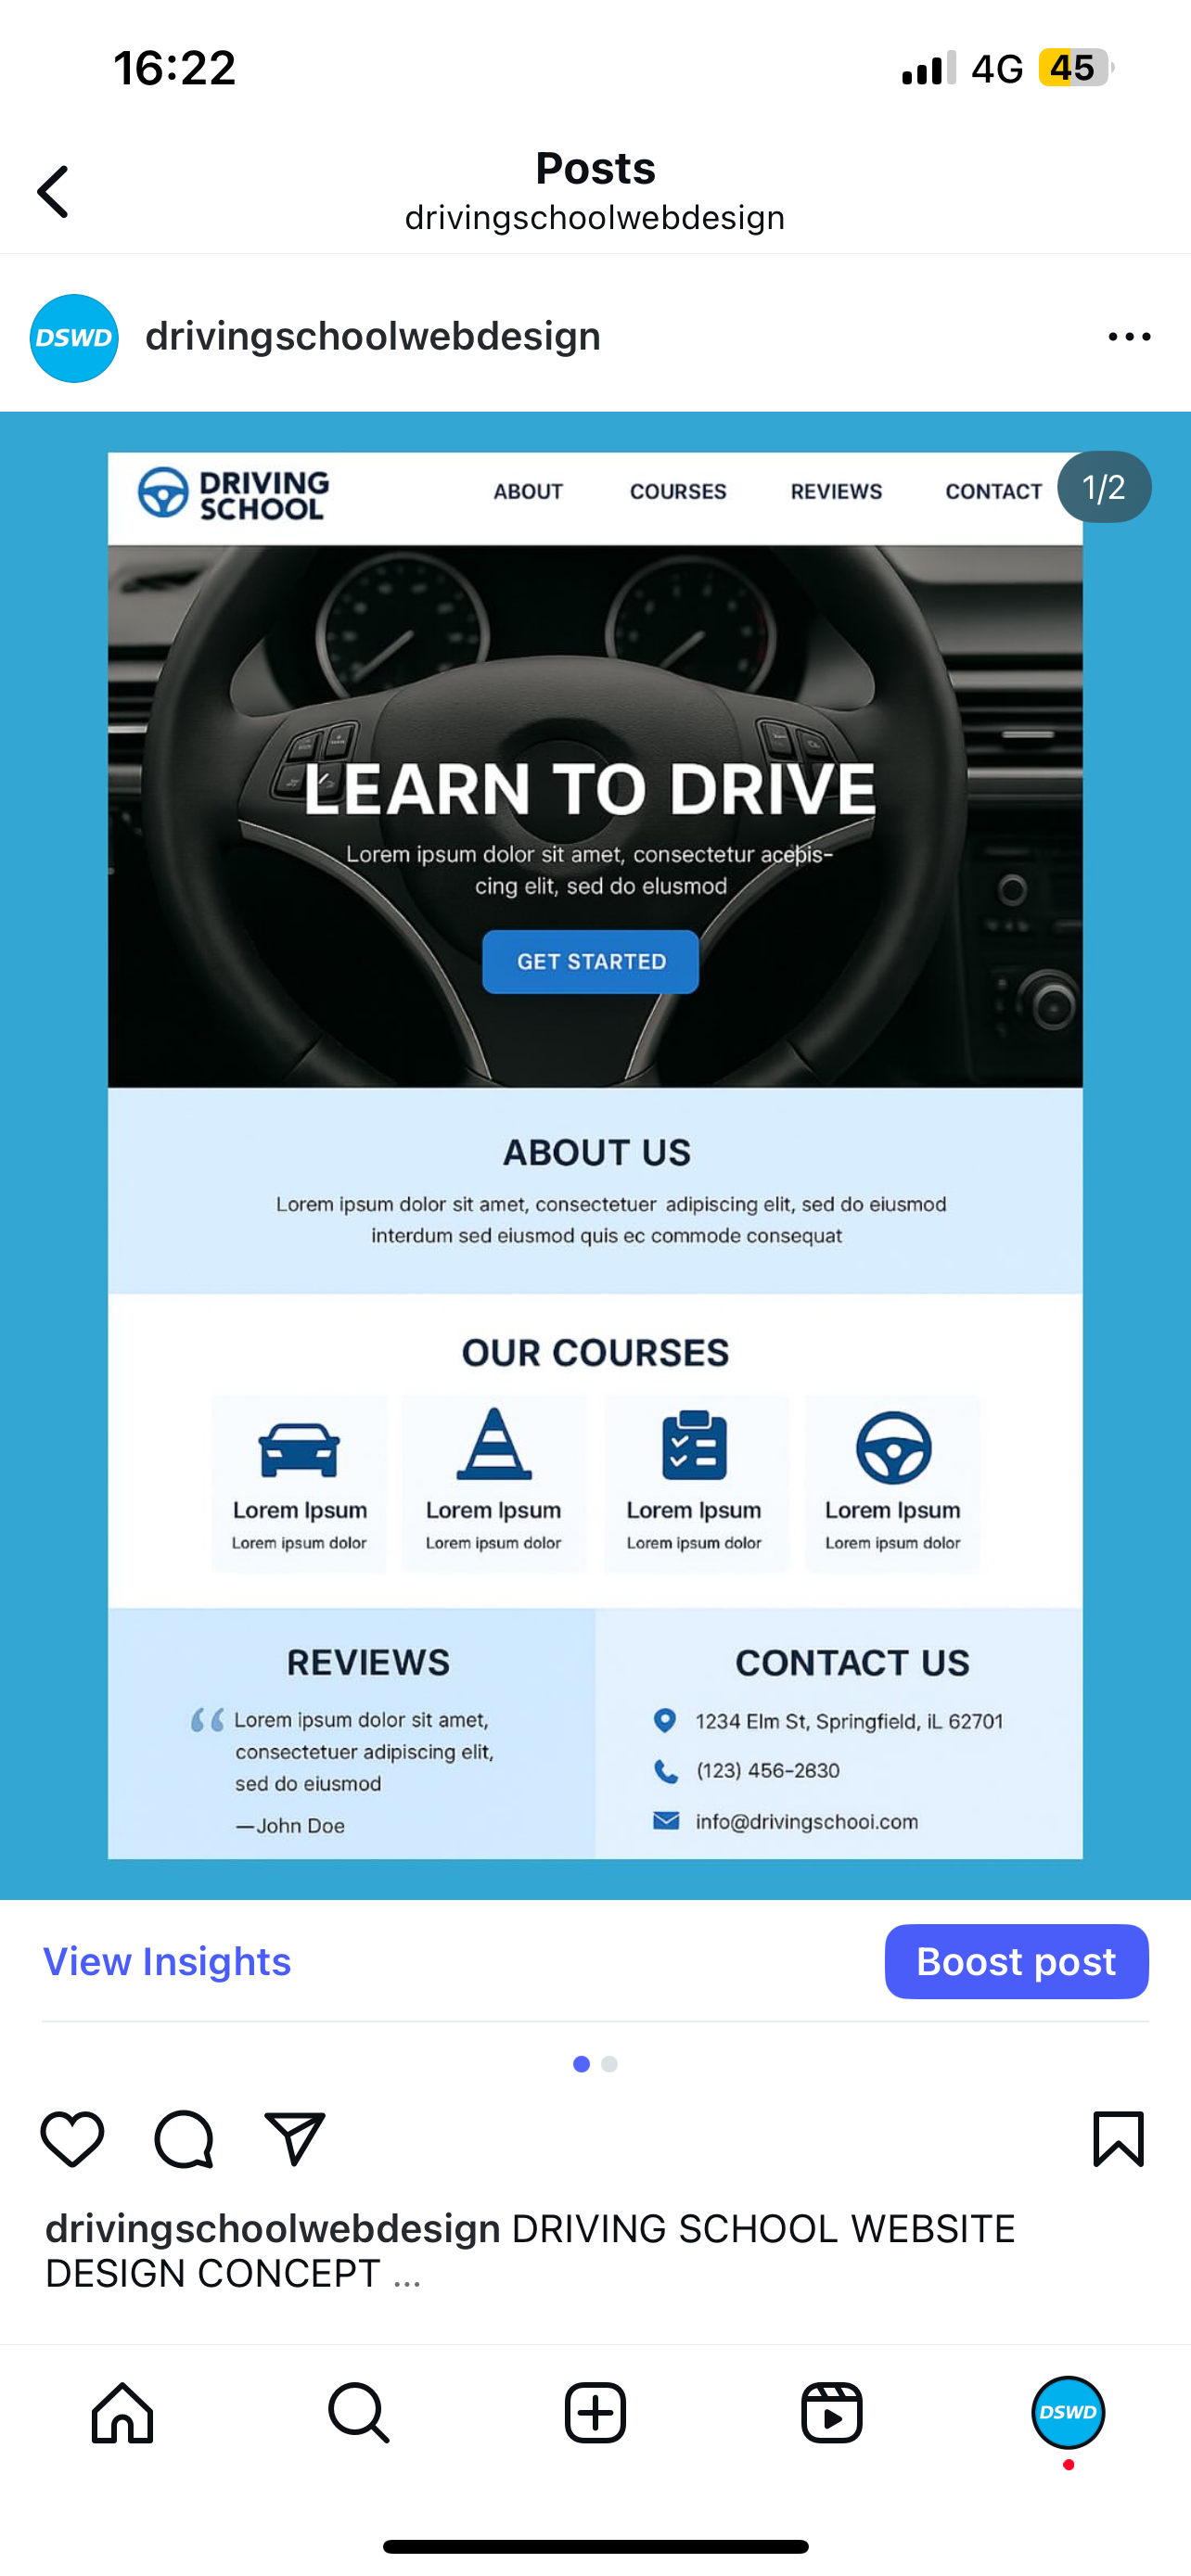 16:22
4G 45
Posts
drivingschoolwebdesign
DSWD drivingschoolwebdesign
DRIVING
SCHOOL
ABOUT COURSES REVIEWS CONTACT
1/2
LEARN TO DRIVE
Lorem ipsum dolor sit amet, consectetur acebis-
cing elit, sed do elusmod
GET STARTED
ABOUT US
Lorem ipsum dolor sit amet, consectetuer adipiscing elit, sed do eiusmod
interdum sed eiusmod quis ec commode consequat
OUR COURSES
Lorem Ipsum Lorem Ipsum Lorem Ipsum Lorem Ipsum
Lorem ipsum dolor Lorem ipsum dolor Lorem ipsum dolor Lorem ipsum dolor
REVIEWS
“ Lorem ipsum dolor sit amet,
consectetuer adipiscing elit,
sed do eiusmod
—John Doe
CONTACT US
1234 Elm St, Springfield, iL 62701
(123) 456-2630
info@drivingschooi.com
View Insights
Boost post
drivingschoolwebdesign DRIVING SCHOOL WEBSITE
DESIGN CONCEPT ...
DSWD